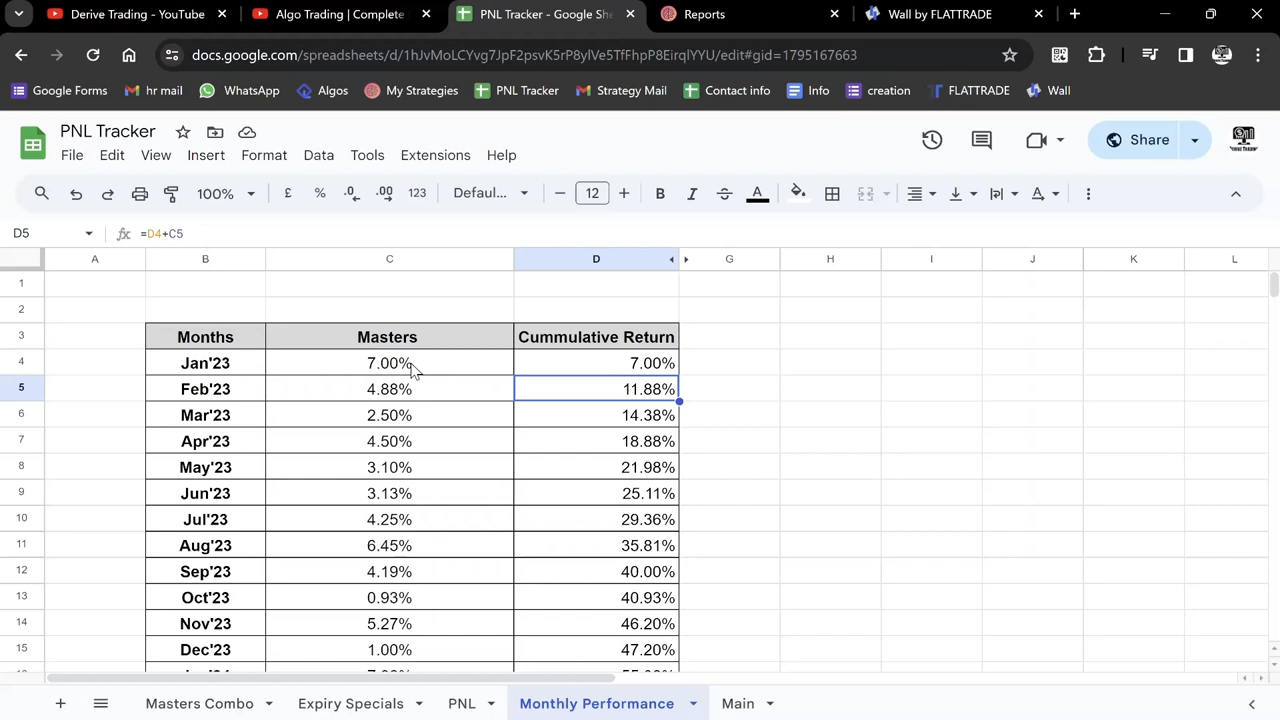 Derive Trading - YouTube
Algo Trading | Complete
PNL Tracker - Google She
Reports
Wall by FLATTRADE
docs.google.com/spreadsheets/d/1hJvMoLCYvg7JpF2psvK5rP8ylVe5TfFhpP8EirqlYYU/edit#gid=1795167663
Google Forms hr mail WhatsApp Algos My Strategies PNL Tracker Strategy Mail Contact info Info creation FLATTRADE Wall
PNL Tracker
Share
File Edit View Insert Format Data Tools Extensions Help
100% £ % .0 .00 123 Defaul... 12 B I S A
D5 fx =D4+C5
A B C D G H I J K L
1
2
3 Months Masters Cummulative Return
4 Jan'23 7.00% 7.00%
5 Feb'23 4.88% 11.88%
6 Mar'23 2.50% 14.38%
7 Apr'23 4.50% 18.88%
8 May'23 3.10% 21.98%
9 Jun'23 3.13% 25.11%
10 Jul'23 4.25% 29.36%
11 Aug'23 6.45% 35.81%
12 Sep'23 4.19% 40.00%
13 Oct'23 0.93% 40.93%
14 Nov'23 5.27% 46.20%
15 Dec'23 1.00% 47.20%
Masters Combo Expiry Specials PNL Monthly Performance Main